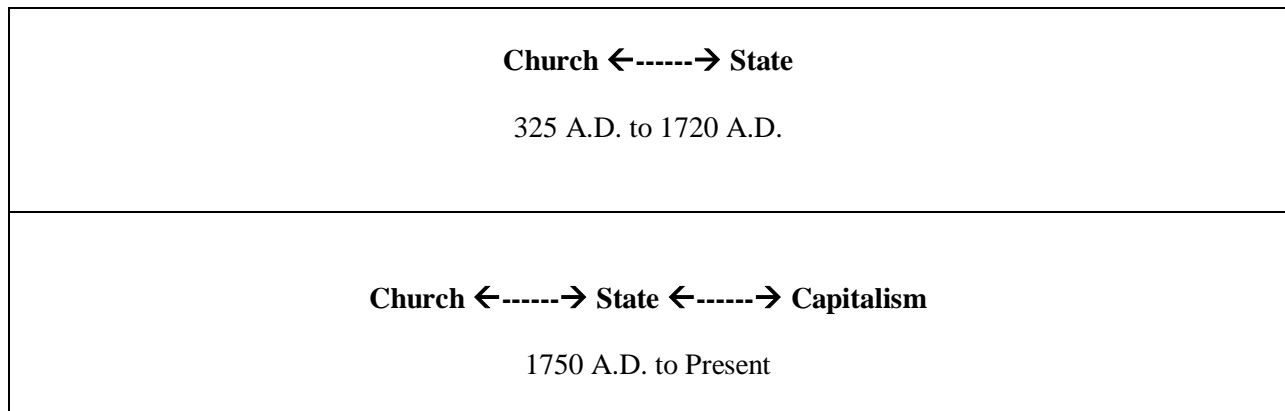 Church ←------→ State
325 A.D. to 1720 A.D.
Church ←------→ State ←------→ Capitalism
1750 A.D. to Present